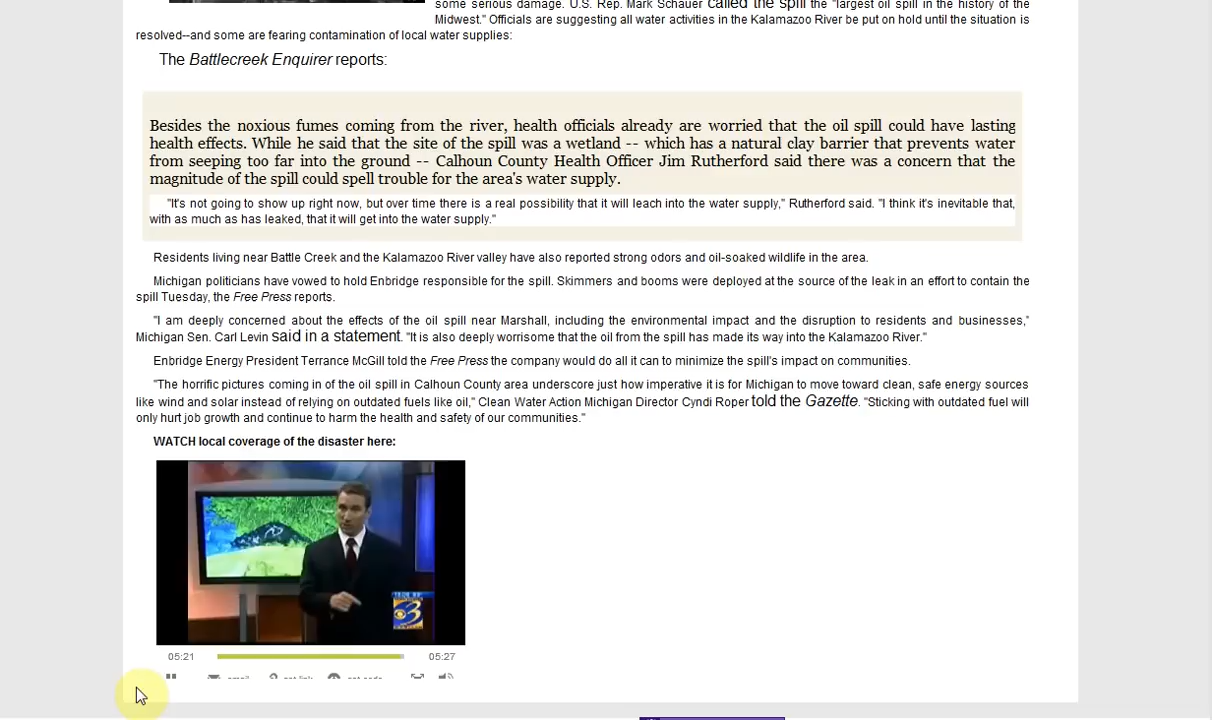 some serious damage. U.S. Rep. Mark Schauer called the spill the "largest oil spill in the history of the
Midwest." Officials are suggesting all water activities in the Kalamazoo River be put on hold until the situation is
resolved--and some are fearing contamination of local water supplies:
The Battlecreek Enquirer reports:
Besides the noxious fumes coming from the river, health officials already are worried that the oil spill could have lasting
health effects. While he said that the site of the spill was a wetland -- which has a natural clay barrier that prevents water
from seeping too far into the ground -- Calhoun County Health Officer Jim Rutherford said there was a concern that the
magnitude of the spill could spell trouble for the area's water supply.
"It's not going to show up right now, but over time there is a real possibility that it will leach into the water supply," Rutherford said. "I think it's inevitable that,
with as much as has leaked, that it will get into the water supply."
Residents living near Battle Creek and the Kalamazoo River valley have also reported strong odors and oil-soaked wildlife in the area.
Michigan politicians have vowed to hold Enbridge responsible for the spill. Skimmers and booms were deployed at the source of the leak in an effort to contain the
spill Tuesday, the Free Press reports.
"I am deeply concerned about the effects of the oil spill near Marshall, including the environmental impact and the disruption to residents and businesses,"
Michigan Sen. Carl Levin said in a statement. "It is also deeply worrisome that the oil from the spill has made its way into the Kalamazoo River."
Enbridge Energy President Terrance McGill told the Free Press the company would do all it can to minimize the spill's impact on communities.
"The horrific pictures coming in of the oil spill in Calhoun County area underscore just how imperative it is for Michigan to move toward clean, safe energy sources
like wind and solar instead of relying on outdated fuels like oil," Clean Water Action Michigan Director Cyndi Roper told the Gazette. "Sticking with outdated fuel will
only hurt job growth and continue to harm the health and safety of our communities."
WATCH local coverage of the disaster here:
3
05:21
05:27
email get link get code